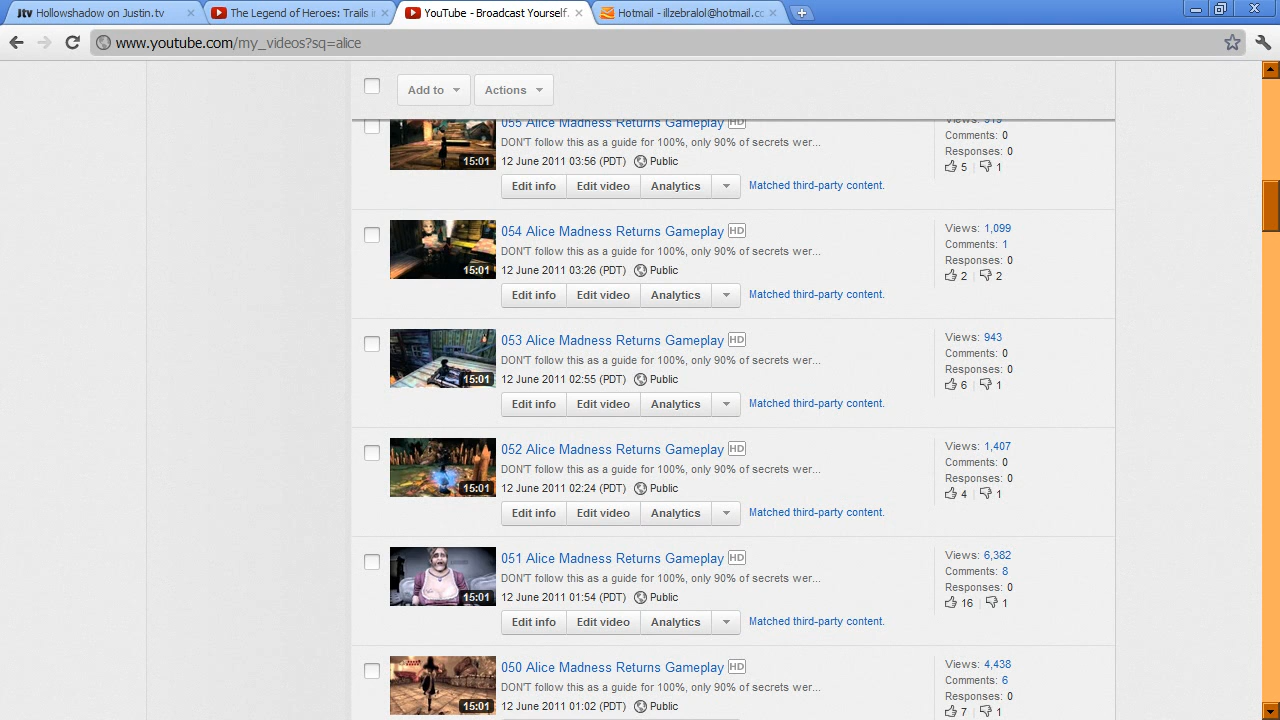 Jtv Hollowshadow on Justin.tv
The Legend of Heroes: Trails i
YouTube - Broadcast Yourself.
Hotmail - illzebralol@hotmail.co
www.youtube.com/my_videos?sq=alice
Add to
Actions
055 Alice Madness Returns Gameplay HD
DON'T follow this as a guide for 100%, only 90% of secrets wer...
15:01
12 June 2011 03:56 (PDT) Public
Edit info Edit video Analytics
Matched third-party content.
Comments: 0
Responses: 0
5 1
054 Alice Madness Returns Gameplay HD
DON'T follow this as a guide for 100%, only 90% of secrets wer...
15:01
12 June 2011 03:26 (PDT) Public
Edit info Edit video Analytics
Matched third-party content.
Views: 1,099
Comments: 1
Responses: 0
2 2
053 Alice Madness Returns Gameplay HD
DON'T follow this as a guide for 100%, only 90% of secrets wer...
15:01
12 June 2011 02:55 (PDT) Public
Edit info Edit video Analytics
Matched third-party content.
Views: 943
Comments: 0
Responses: 0
6 1
052 Alice Madness Returns Gameplay HD
DON'T follow this as a guide for 100%, only 90% of secrets wer...
15:01
12 June 2011 02:24 (PDT) Public
Edit info Edit video Analytics
Matched third-party content.
Views: 1,407
Comments: 0
Responses: 0
4 1
051 Alice Madness Returns Gameplay HD
DON'T follow this as a guide for 100%, only 90% of secrets wer...
15:01
12 June 2011 01:54 (PDT) Public
Edit info Edit video Analytics
Matched third-party content.
Views: 6,382
Comments: 8
Responses: 0
16 1
050 Alice Madness Returns Gameplay HD
DON'T follow this as a guide for 100%, only 90% of secrets wer...
15:01
12 June 2011 01:02 (PDT) Public
Views: 4,438
Comments: 6
Responses: 0
7 1